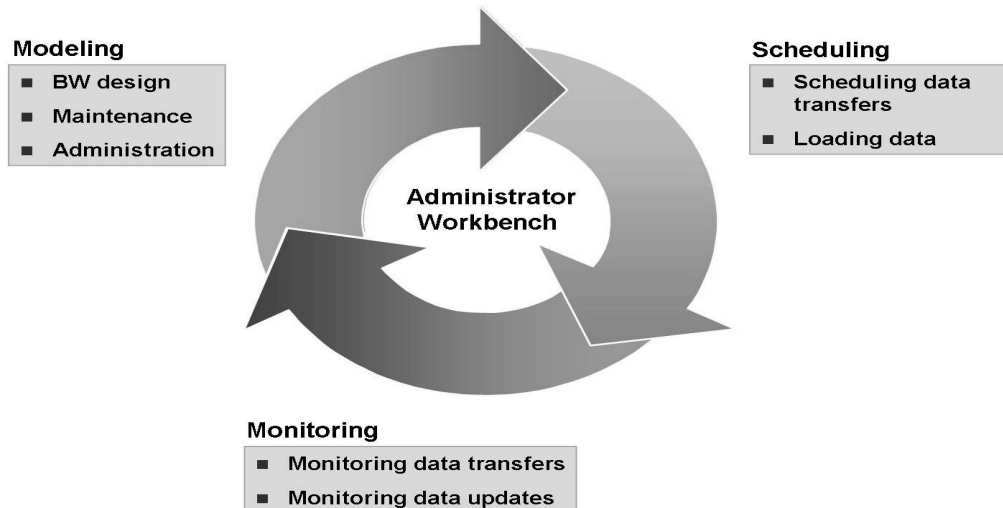 Modeling
BW design
Maintenance
Administration
Scheduling
Scheduling data
transfers
Loading data
Administrator
Workbench
Monitoring
Monitoring data transfers
Monitoring data updates